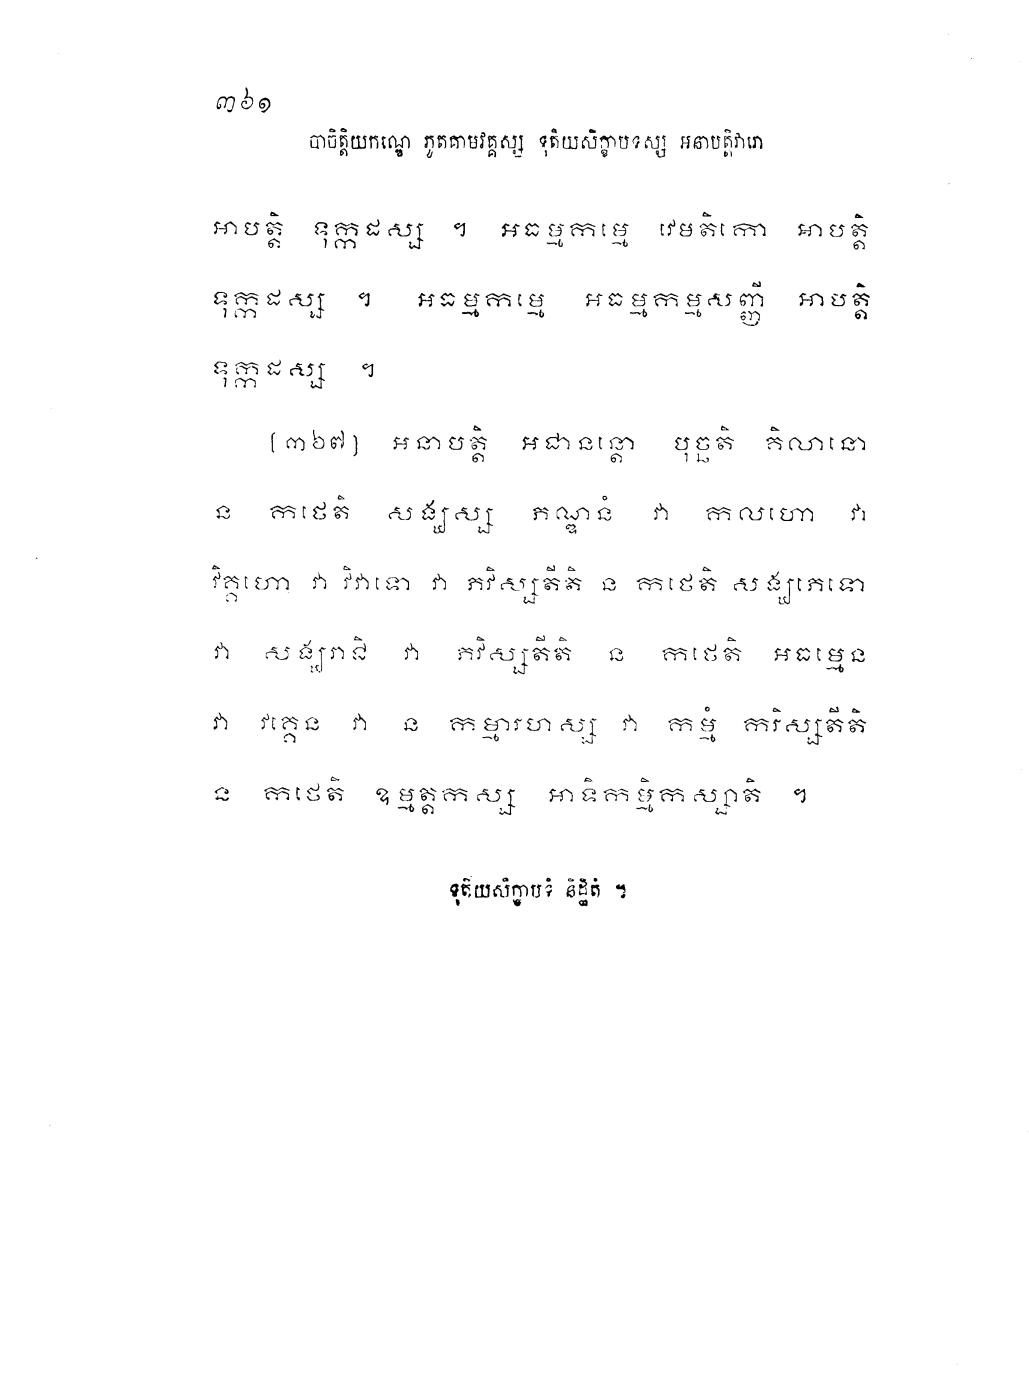 ៣៦១
បាចិត្តិយកណ្ឌេ ភូតគាមវគ្គស្ស ទុតិយសិក្ខាបទស្ស អនាបត្តិវារោ
អាបត្តិ ទុក្កដស្ស ។ អធម្មកម្មេ វេមតិកោ អាបត្តិ
ទុក្កដស្ស ។ អធម្មកម្មេ អធម្មកម្មសញ្ញី អាបត្តិ
ទុក្កដស្ស ។
[៣៦៧] អនាបត្តិ អជានន្តោ បុច្ឆតិ គិលានោ
ន កថេតិ សង្ឃស្ស ភណ្ឌនំ វា កលហោ វា
វិគ្គហោ វា វិវាទោ វា ភវិស្សតីតិ ន កថេតិ សង្ឃភេទោ
វា សង្ឃរាជិ វា ភវិស្សតីតិ ន កថេតិ អធម្មេន
វា វគ្គេន វា ន កម្មារហស្ស វា កម្មំ ករិស្សតីតិ
ន កថេតិ ឧម្មត្តកស្ស អាទិកម្មិកស្សាតិ ។
ទុតិយសិក្ខាបទំ និដ្ឋិតំ ។